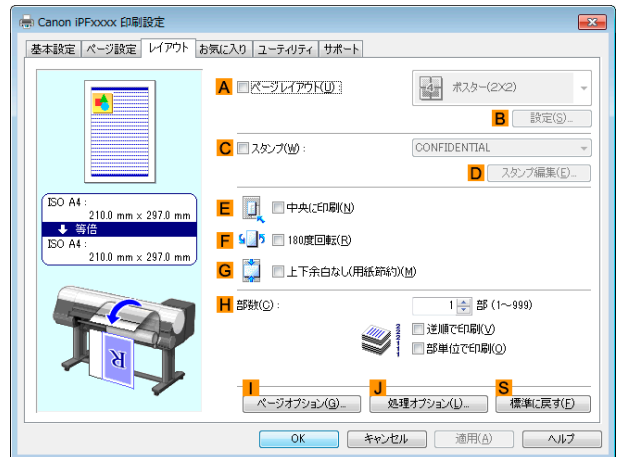 Canon iPFxxxx 印刷設定
基本設定 ページ設定 レイアウト お気に入り ユーティリティ サポート
A ページレイアウト(U) : 4 ポスター(2×2)
B 設定(S)...
C スタンプ(W) : CONFIDENTIAL
D スタンプ編集(E)...
ISO A4 :
210.0 mm x 297.0 mm
等倍
ISO A4 :
210.0 mm x 297.0 mm
E 中央に印刷(N)
F 180度回転(R)
G 上下余白なし(用紙節約)(M)
H 部数(C) : 1 部 (1～999)
逆順で印刷(V)
部単位で印刷(O)
R
I J S
ページオプション(G)... 処理オプション(L)... 標準に戻す(F)
OK キャンセル 適用(A) ヘルプ